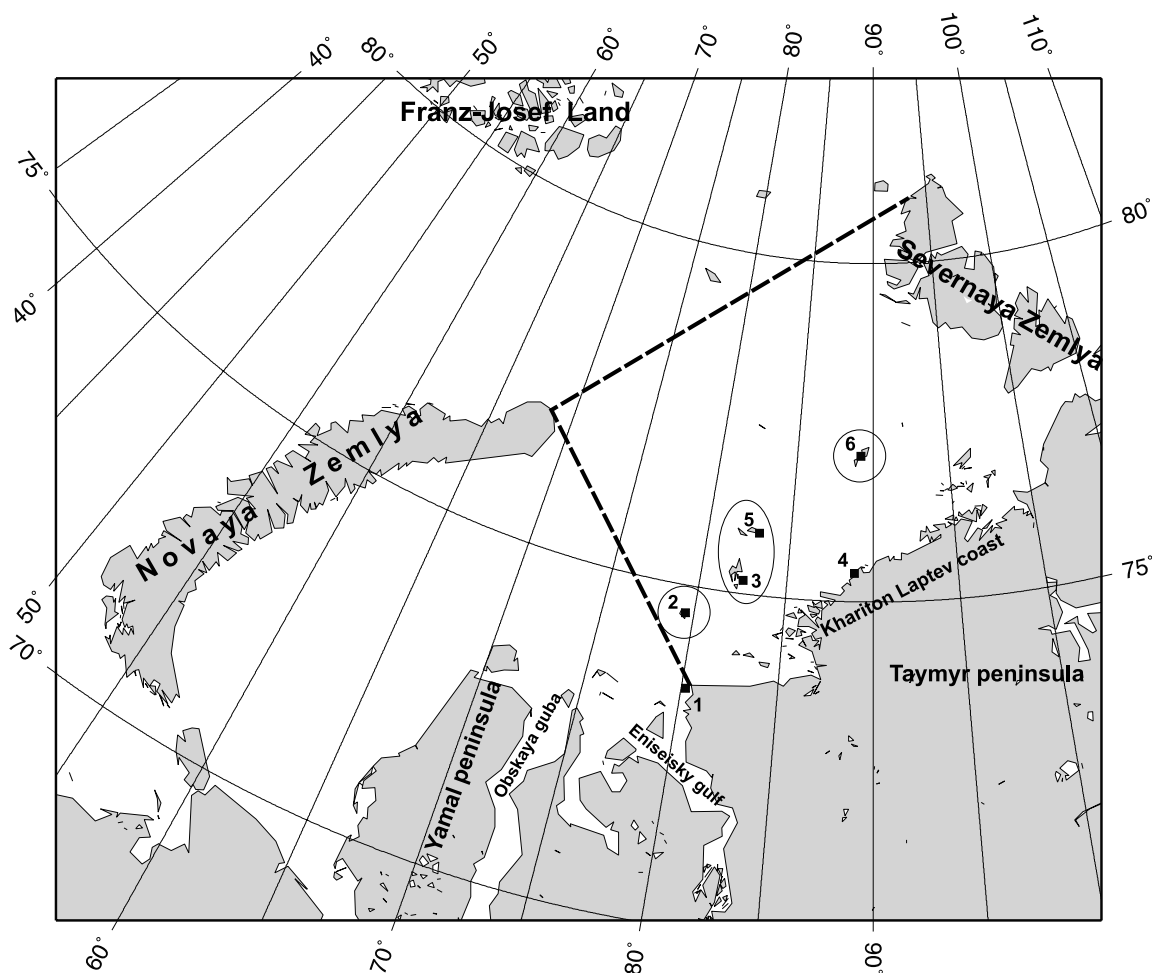 40° 80° 50° 60° 70° 80° 90° 100° 110°
Franz-Josef Land
75°
80°
Severnaya Zemlya
40°
Novaya Zemlya
6
5
3
4
2
75°
Khariton Laptev coast
50°
70°
Taymyr peninsula
1
Yamal peninsula
Obskaya guba
Eniseisky gulf
60° 70° 80° 90°